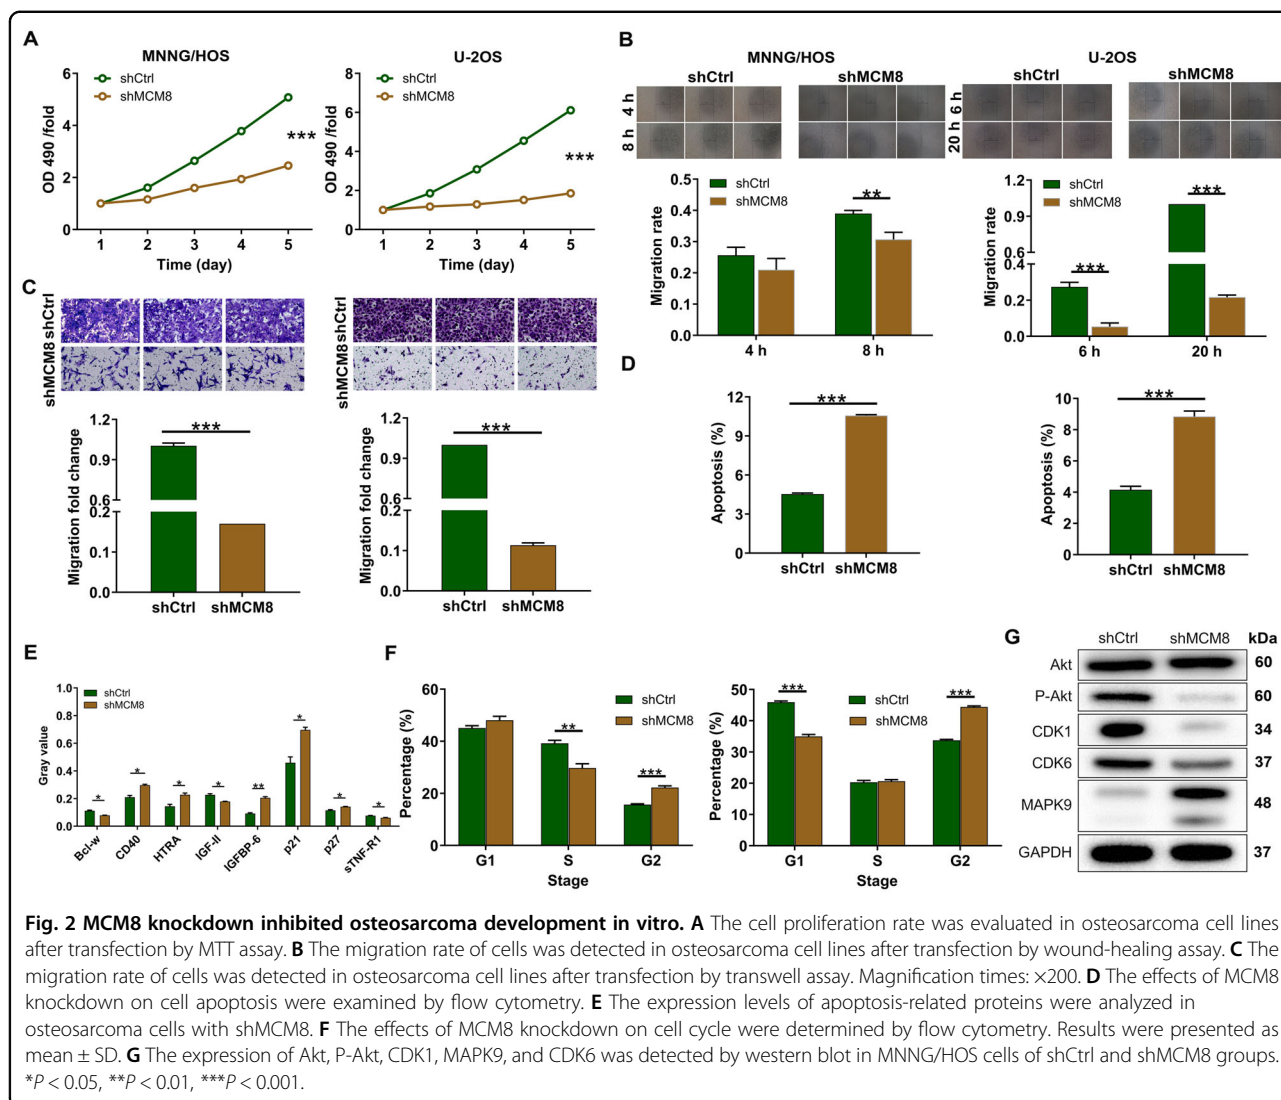 A
MNNG/HOS
shCtrl
shMCM8
OD 490 /fold
6
4
2
0
***
1 2 3 4 5
Time (day)
U-2OS
shCtrl
shMCM8
OD 490 /fold
8
6
4
2
0
***
1 2 3 4 5
Time (day)
B
MNNG/HOS
shCtrl shMCM8
4 h
8 h
U-2OS
shCtrl shMCM8
6 h
20 h
Migration rate
0.5
0.4
0.3
0.2
0.1
0.0
shCtrl
shMCM8
**
4 h 8 h
Migration rate
1.2
1.0
0.8
0.6
0.4
0.2
0.0
shCtrl
shMCM8
***
***
6 h 20 h
C
shCtrl
shMCM8
shCtrl
shMCM8
Migration fold change
1.2
0.9
0.6
0.2
0.1
0.0
***
shCtrl shMCM8
Migration fold change
1.2
0.9
0.6
0.2
0.1
0.0
***
shCtrl shMCM8
D
Apoptosis (%)
12
9
6
3
0
***
shCtrl shMCM8
Apoptosis (%)
10
8
6
4
2
0
***
shCtrl shMCM8
E
Gray value
1.0
0.8
0.6
0.4
0.2
0.0
shCtrl
shMCM8
* * * * ** * * *
Bcl-w CD40 HTRA IGF-II IGFBP-6 p21 p27 sTNF-R1
F
Percentage (%)
60
40
20
0
shCtrl
shMCM8
**
***
G1 S G2
Stage
Percentage (%)
50
40
30
20
10
0
shCtrl
shMCM8
***
***
G1 S G2
Stage
G
shCtrl shMCM8 kDa
Akt 60
P-Akt 60
CDK1 34
CDK6 37
MAPK9 48
GAPDH 37
Fig. 2 MCM8 knockdown inhibited osteosarcoma development in vitro. A The cell proliferation rate was evaluated in osteosarcoma cell lines
after transfection by MTT assay. B The migration rate of cells was detected in osteosarcoma cell lines after transfection by wound-healing assay. C The
migration rate of cells was detected in osteosarcoma cell lines after transfection by transwell assay. Magnification times: ×200. D The effects of MCM8
knockdown on cell apoptosis were examined by flow cytometry. E The expression levels of apoptosis-related proteins were analyzed in
osteosarcoma cells with shMCM8. F The effects of MCM8 knockdown on cell cycle were determined by flow cytometry. Results were presented as
mean ± SD. G The expression of Akt, P-Akt, CDK1, MAPK9, and CDK6 was detected by western blot in MNNG/HOS cells of shCtrl and shMCM8 groups.
*P < 0.05, **P < 0.01, ***P < 0.001.